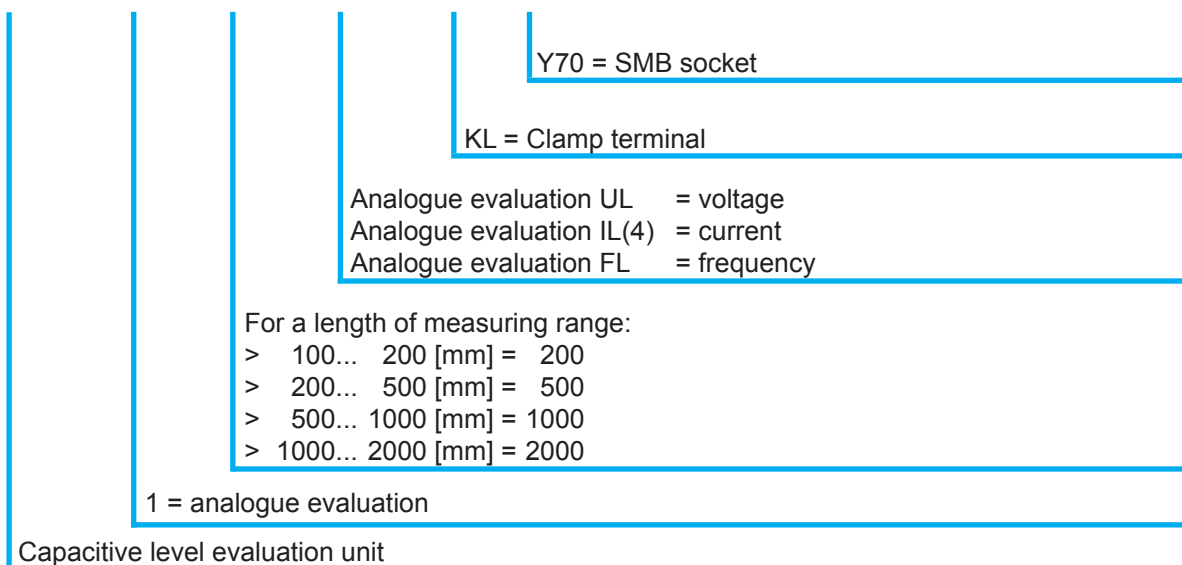 Y70 = SMB socket
KL = Clamp terminal
Analogue evaluation UL = voltage
Analogue evaluation IL(4) = current
Analogue evaluation FL = frequency
For a length of measuring range:
> 100... 200 [mm] = 200
> 200... 500 [mm] = 500
> 500... 1000 [mm] = 1000
> 1000... 2000 [mm] = 2000
1 = analogue evaluation
Capacitive level evaluation unit